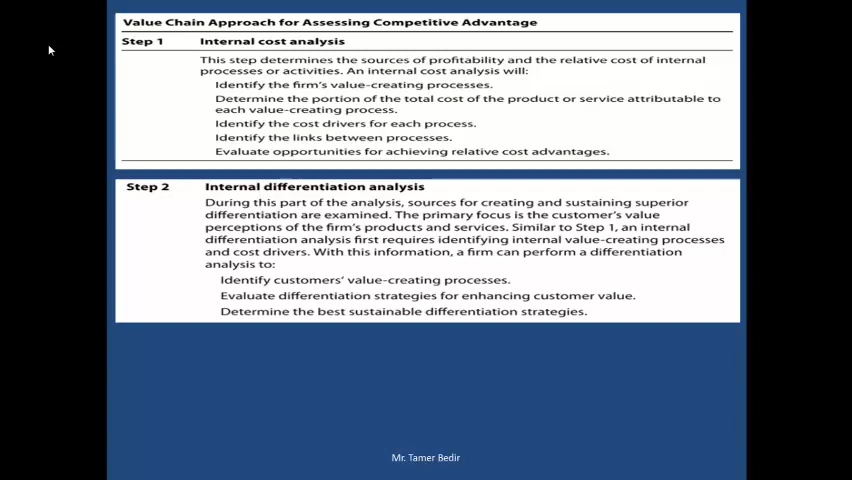 Value Chain Approach for Assessing Competitive Advantage
Step 1 Internal cost analysis
This step determines the sources of profitability and the relative cost of internal
processes or activities. An internal cost analysis will:
Identify the firm's value-creating processes.
Determine the portion of the total cost of the product or service attributable to
each value-creating process.
Identify the cost drivers for each process.
Identify the links between processes.
Evaluate opportunities for achieving relative cost advantages.
Step 2 Internal differentiation analysis
During this part of the analysis, sources for creating and sustaining superior
differentiation are examined. The primary focus is the customer's value
perceptions of the firm's products and services. Similar to Step 1, an internal
differentiation analysis first requires identifying internal value-creating processes
and cost drivers. With this information, a firm can perform a differentiation
analysis to:
Identify customers' value-creating processes.
Evaluate differentiation strategies for enhancing customer value.
Determine the best sustainable differentiation strategies.
Mr. Tamer Bedir